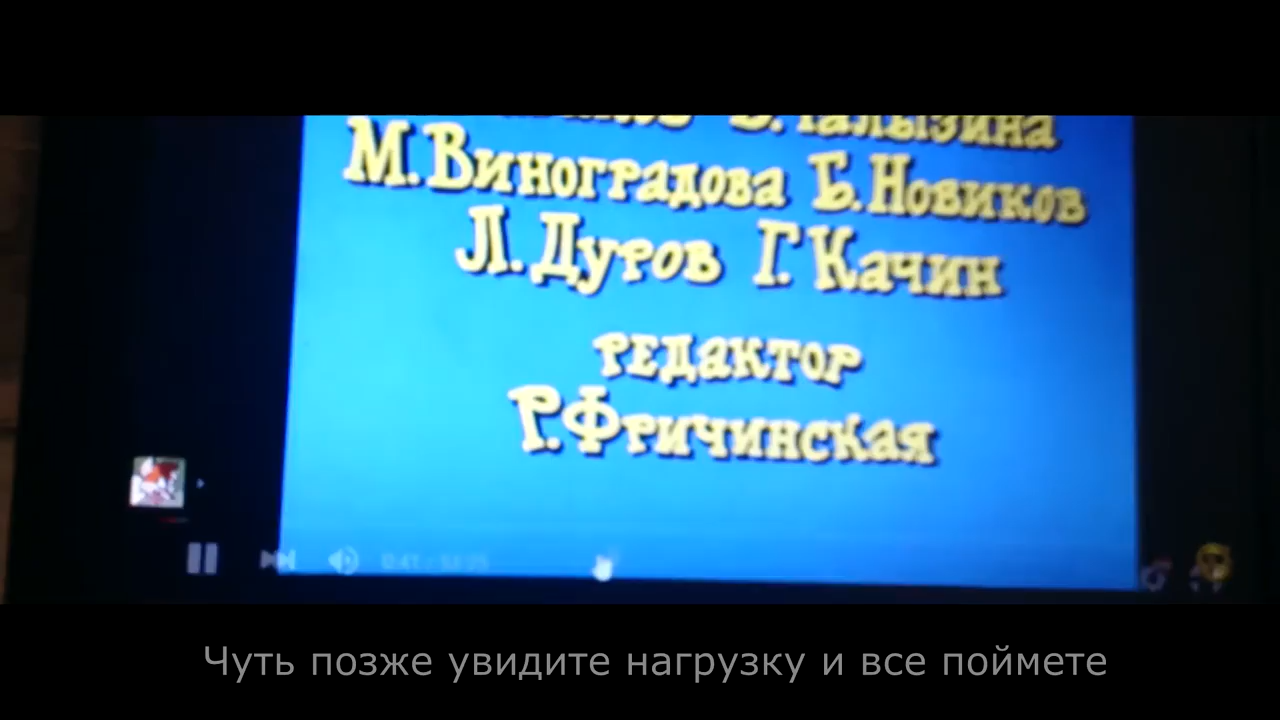 М. Виноградова Б. Новиков
Л. Дуров Г. Качин
редактор
Р. Фричинская
Чуть позже увидите нагрузку и все поймете